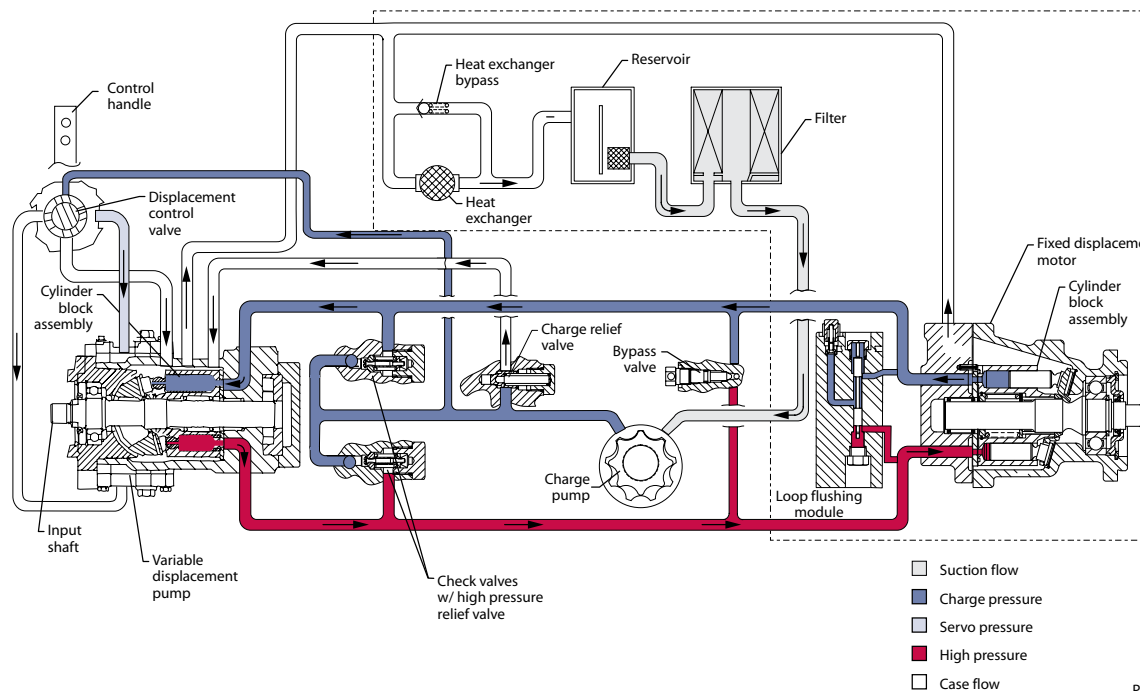 Control
handle
Heat exchanger
bypass
Reservoir
Filter
Displacement
control
valve
Heat
exchanger
Fixed displaceme
motor
Cylinder
block
assembly
Cylinder
block
assembly
Charge relief
valve
Bypass
valve
Charge
pump
Loop flushing
module
Input
shaft
Variable
displacement
pump
Check valves
w/ high pressure
relief valve
Suction flow
Charge pressure
Servo pressure
High pressure
Case flow
P